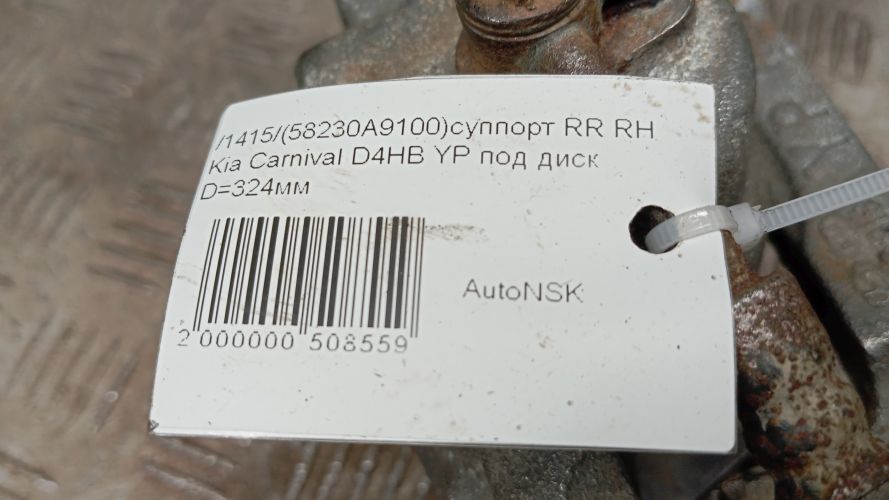 /1415/(58230A9100)суппорт RR RH
Kia Carnival D4HB YP под диск
D=324мм
AutoNSK
2 000000 508559